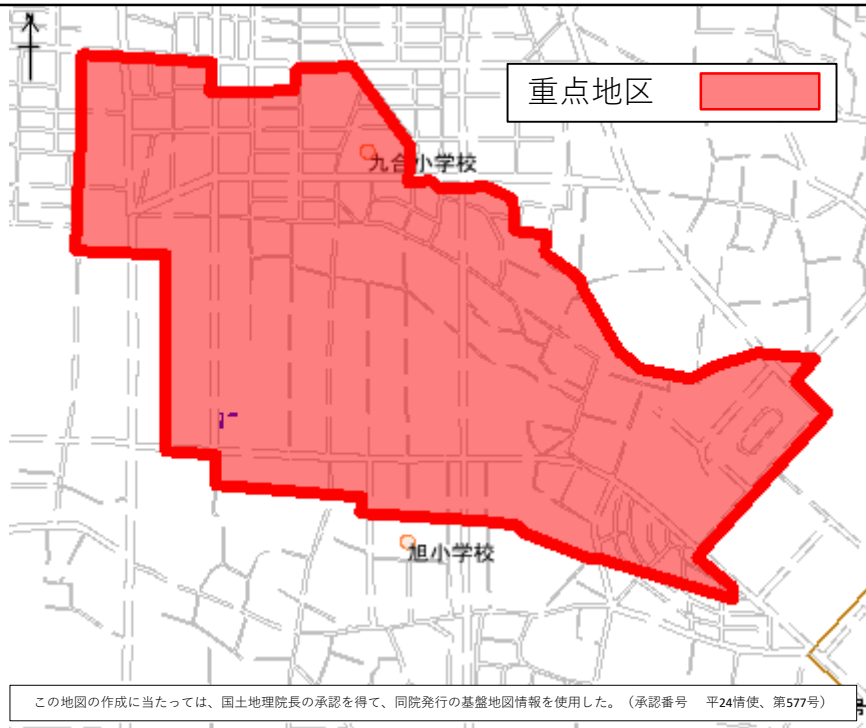 重点地区
九合小学校
旭小学校
この地図の作成に当たっては、国土地理院長の承認を得て、同院発行の基盤地図情報を使用した。（承認番号　平24情使、第577号）